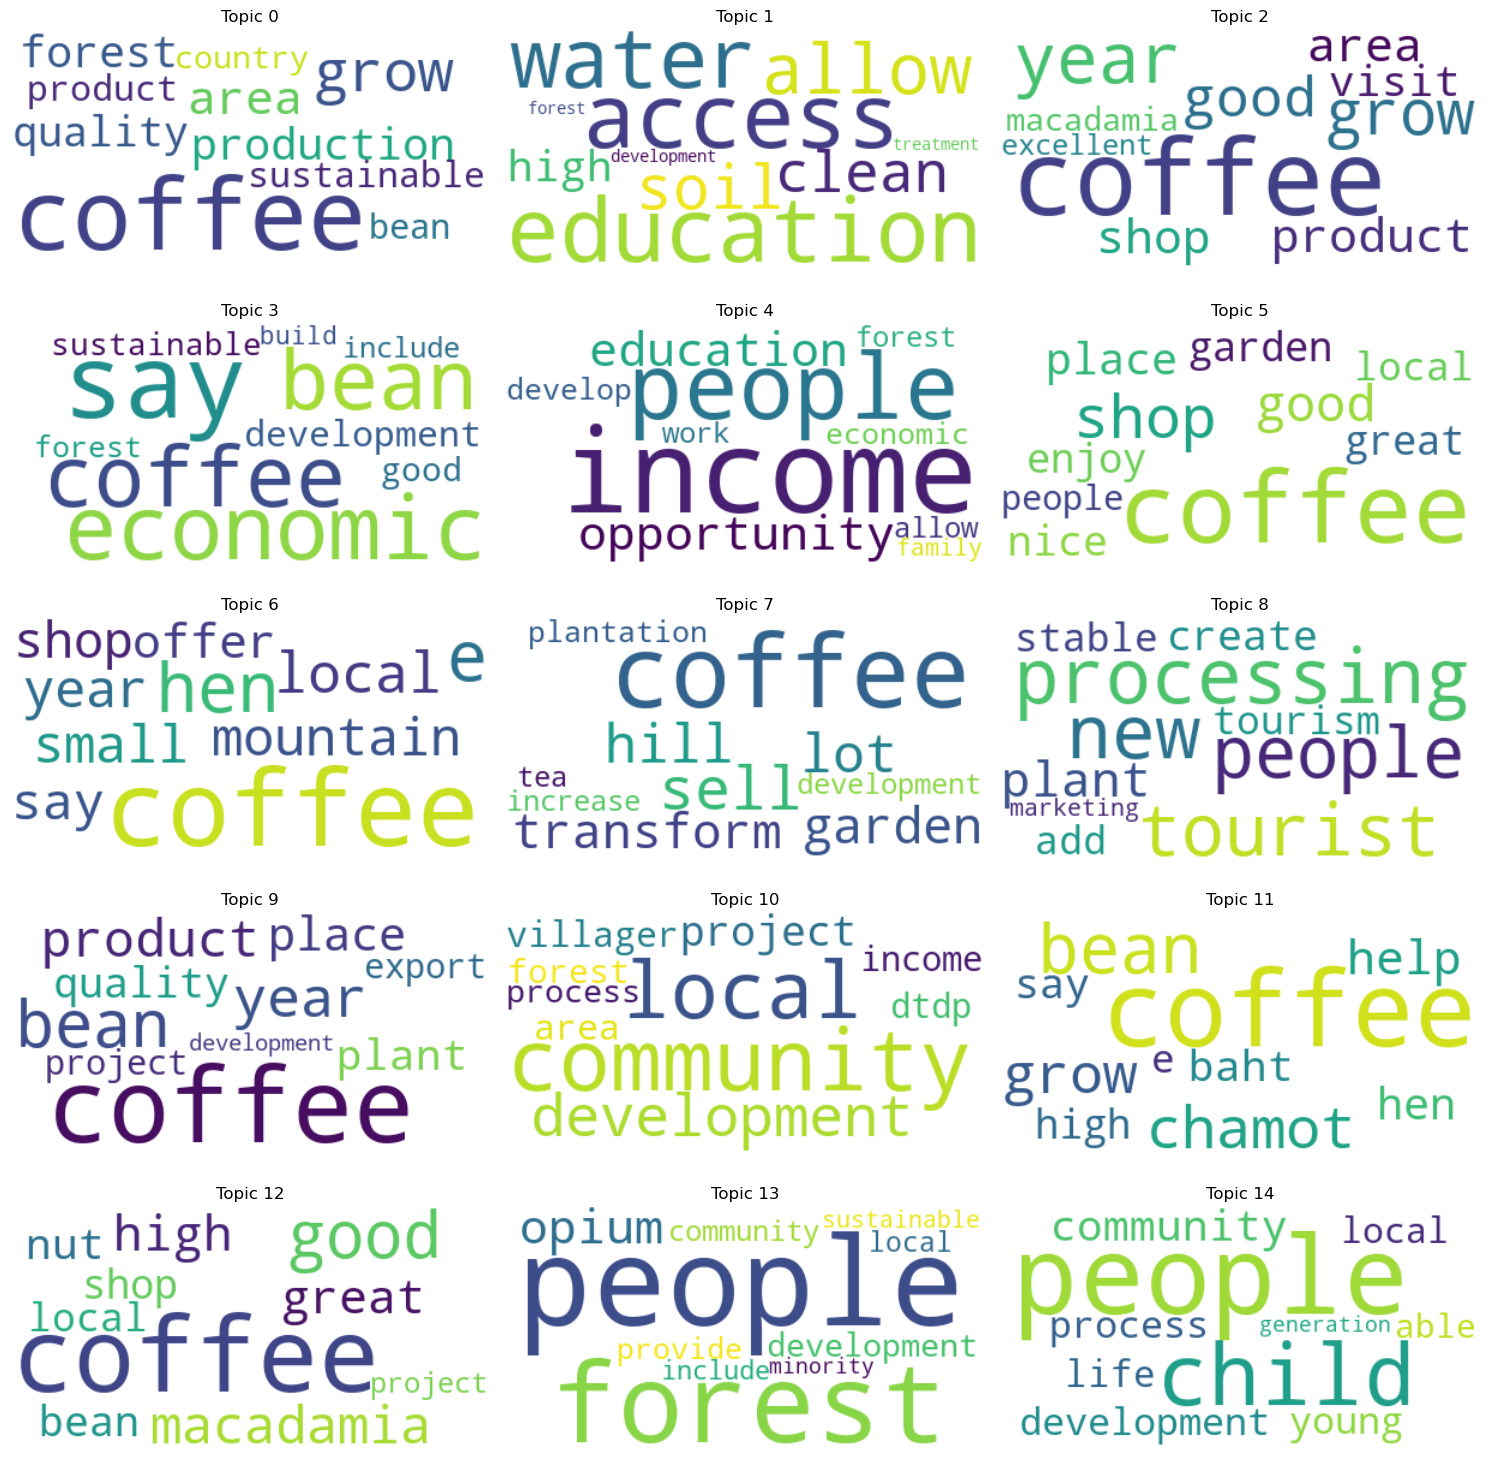 Topic 0
forest country
product
area grow
quality
production
sustainable
coffee bean
Topic 1
water allow
forest access
treatment
high development clean
soil
education
Topic 2
year area
visit
good grow
macadamia
excellent
coffee
shop product
Topic 3
sustainable build include
say bean
forest development
coffee good
economic
Topic 4
education forest
develop people
work economic
income
opportunity allow
family
Topic 5
place garden local
shop good
great
enjoy
people coffee
nice
Topic 6
shop offer local e
year hen
small mountain
say coffee
Topic 7
plantation coffee
hill lot
tea sell development
increase
transform garden
Topic 8
stable create
processing
new tourism
people
plant
marketing
add tourist
Topic 9
product place
quality year export
bean development
project plant
coffee
Topic 10
villager project
forest local income
process dtdp
area
community
development
Topic 11
bean help
say coffee
grow e baht
high chamot hen
Topic 12
nut high good
shop
local great
coffee
project
bean macadamia
Topic 13
opium community sustainable
local
people
provide development
include minority
forest
Topic 14
community local
people
process generation able
life child
development young